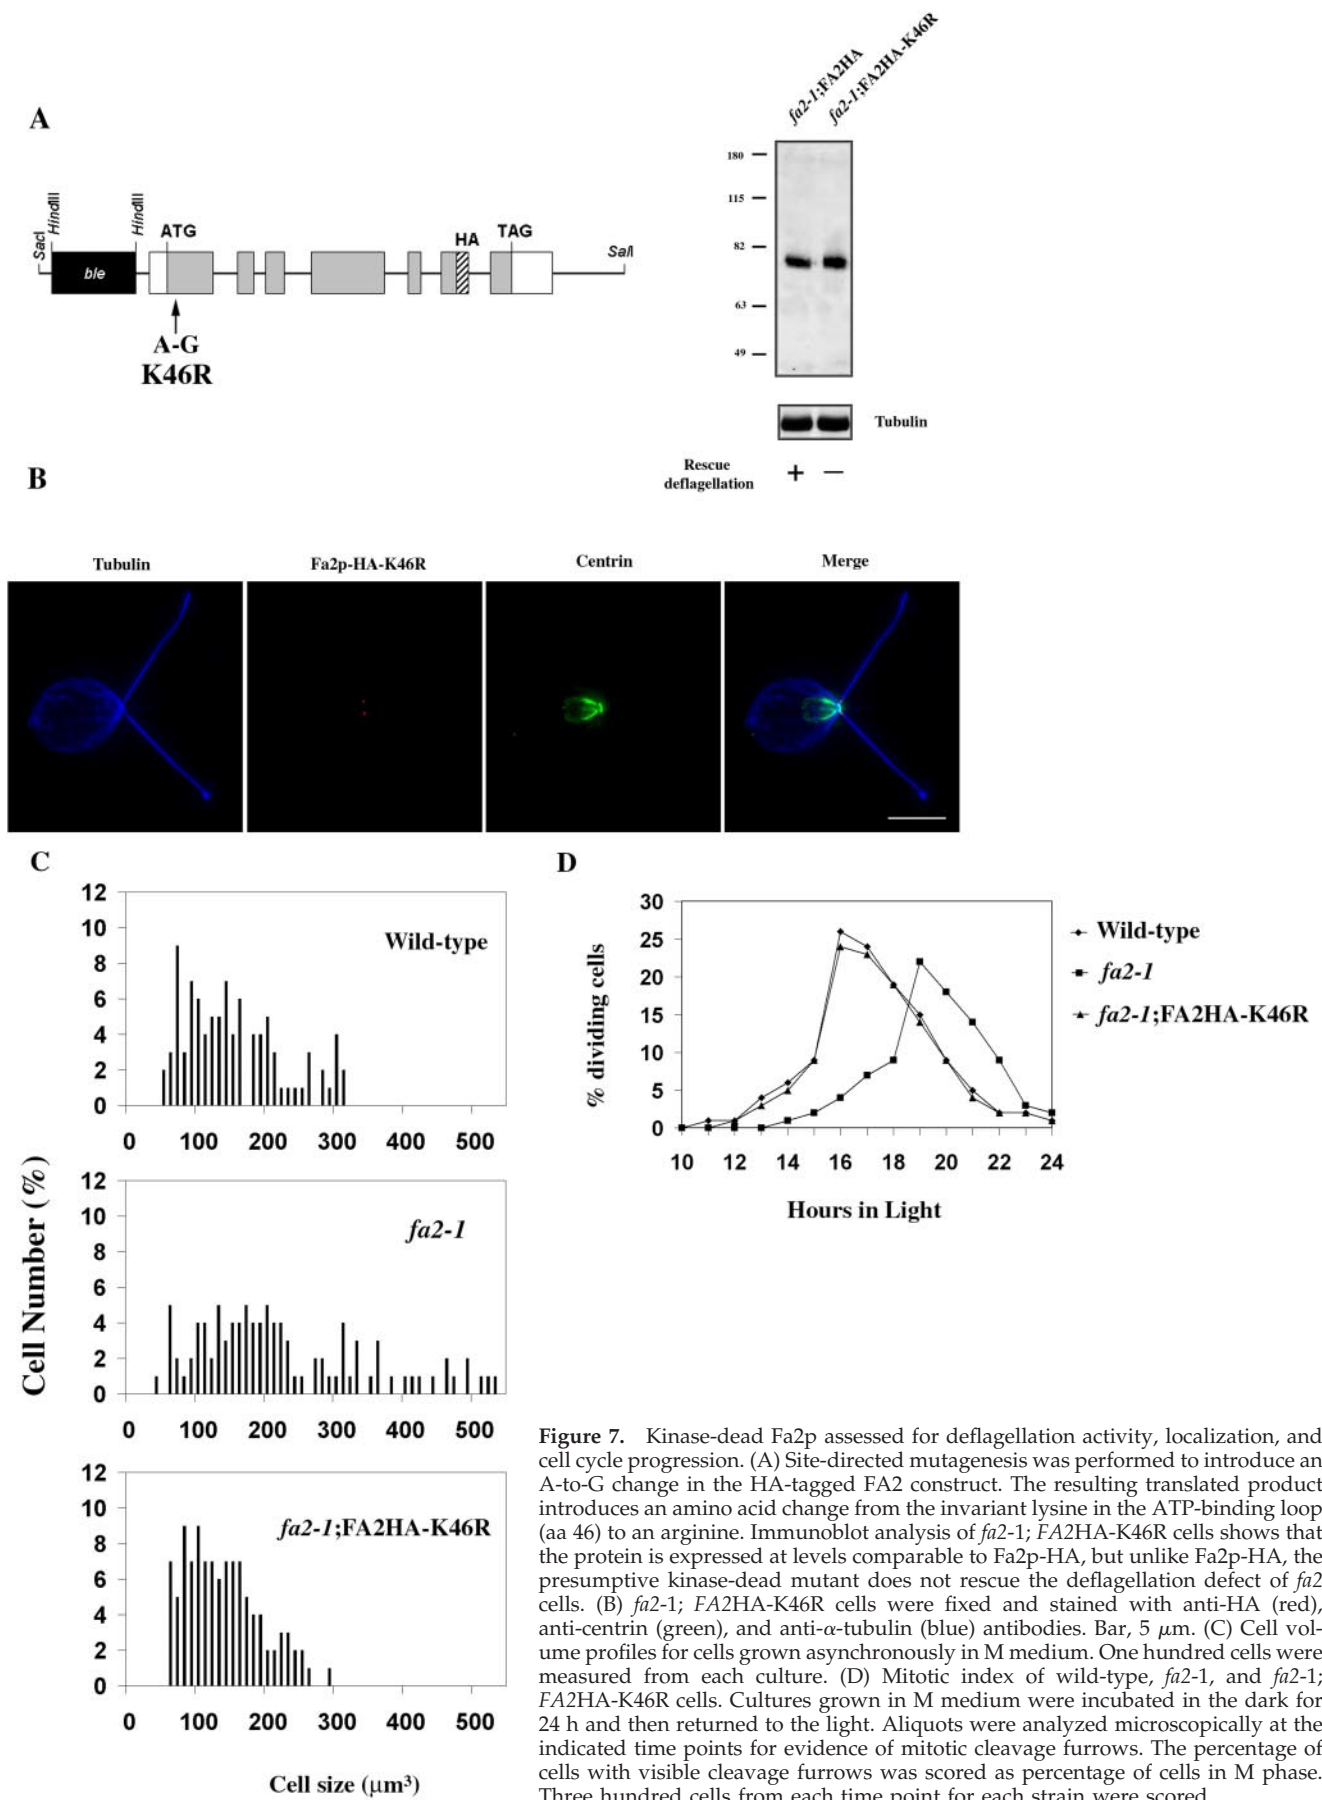 A
SacI
HindIII
HindIII
ATG
HA
TAG
SalI
ble
A-G
K46R
fa2-1;FA2HA
fa2-1;FA2HA-K46R
180
115
82
63
49
Tubulin
Rescue
deflagellation
+ —
B
Tubulin
Fa2p-HA-K46R
Centrin
Merge
C
Cell Number (%)
12
10
8
6
4
2
0
Wild-type
0 100 200 300 400 500
12
10
8
6
4
2
0
fa2-1
0 100 200 300 400 500
12
10
8
6
4
2
0
fa2-1;FA2HA-K46R
0 100 200 300 400 500
Cell size (μm³)
D
% dividing cells
30
25
20
15
10
5
0
10 12 14 16 18 20 22 24
Hours in Light
Wild-type
fa2-1
fa2-1;FA2HA-K46R
Figure 7. Kinase-dead Fa2p assessed for deflagellation activity, localization, and
cell cycle progression. (A) Site-directed mutagenesis was performed to introduce an
A-to-G change in the HA-tagged FA2 construct. The resulting translated product
introduces an amino acid change from the invariant lysine in the ATP-binding loop
(aa 46) to an arginine. Immunoblot analysis of fa2-1; FA2HA-K46R cells shows that
the protein is expressed at levels comparable to Fa2p-HA, but unlike Fa2p-HA, the
presumptive kinase-dead mutant does not rescue the deflagellation defect of fa2
cells. (B) fa2-1; FA2HA-K46R cells were fixed and stained with anti-HA (red),
anti-centrin (green), and anti-α-tubulin (blue) antibodies. Bar, 5 μm. (C) Cell vol-
ume profiles for cells grown asynchronously in M medium. One hundred cells were
measured from each culture. (D) Mitotic index of wild-type, fa2-1, and fa2-1;
FA2HA-K46R cells. Cultures grown in M medium were incubated in the dark for
24 h and then returned to the light. Aliquots were analyzed microscopically at the
indicated time points for evidence of mitotic cleavage furrows. The percentage of
cells with visible cleavage furrows was scored as percentage of cells in M phase.
Three hundred cells from each time point for each strain were scored